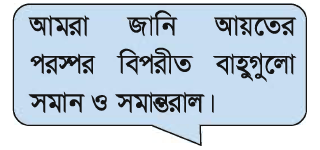 আমরা জানি আয়তের
পরস্পর বিপরীত বাহুগুলো
সমান ও সমান্তরাল।